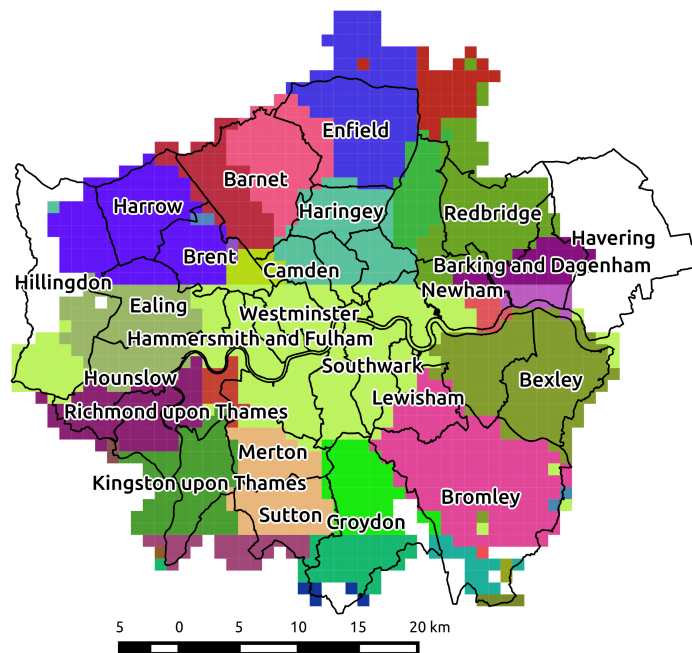 Enfield
Barnet
Harrow
Haringey
Redbridge
Havering
Brent
Camden
Barking and Dagenham
Hillingdon
Newham
Ealing
Westminster
Hammersmith and Fulham
Southwark
Hounslow
Bexley
Lewisham
Richmond upon Thames
Merton
Kingston upon Thames
Bromley
Sutton
Croydon
5 0 5 10 15 20 km